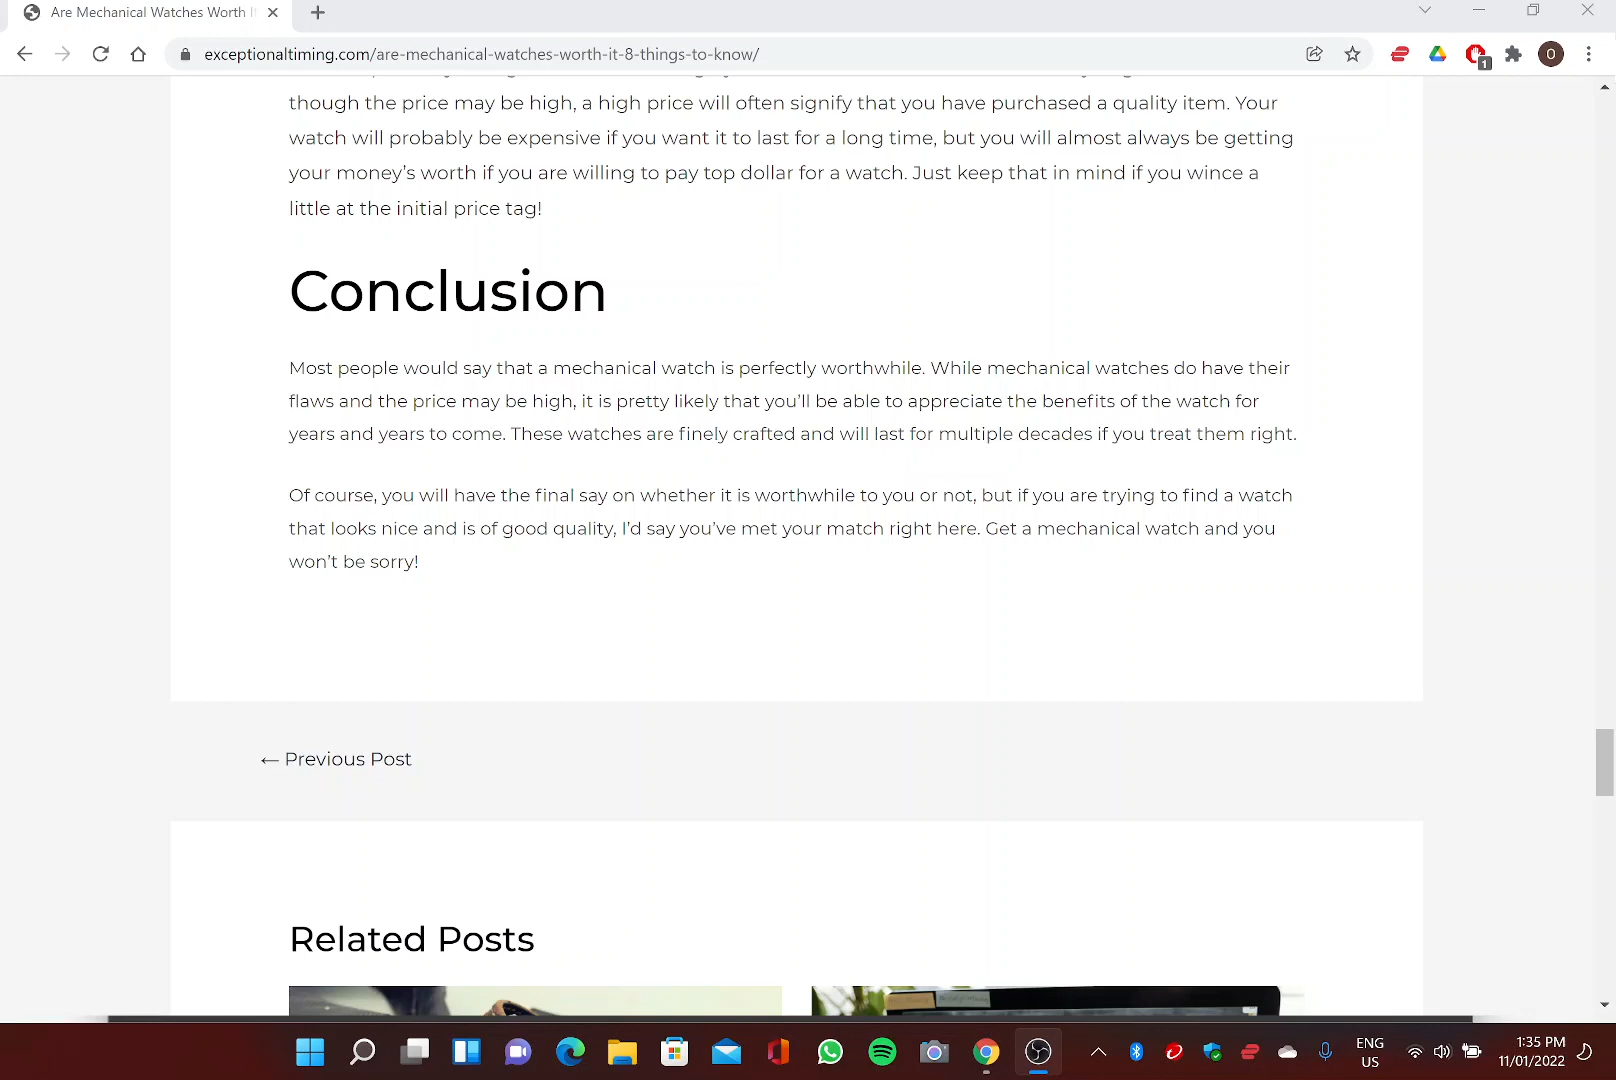 Are Mechanical Watches Worth It
exceptionaltiming.com/are-mechanical-watches-worth-it-8-things-to-know/
1
O
though the price may be high, a high price will often signify that you have purchased a quality item. Your
watch will probably be expensive if you want it to last for a long time, but you will almost always be getting
your money’s worth if you are willing to pay top dollar for a watch. Just keep that in mind if you wince a
little at the initial price tag!
Conclusion
Most people would say that a mechanical watch is perfectly worthwhile. While mechanical watches do have their
flaws and the price may be high, it is pretty likely that you’ll be able to appreciate the benefits of the watch for
years and years to come. These watches are finely crafted and will last for multiple decades if you treat them right.
Of course, you will have the final say on whether it is worthwhile to you or not, but if you are trying to find a watch
that looks nice and is of good quality, I’d say you’ve met your match right here. Get a mechanical watch and you
won’t be sorry!
← Previous Post
Related Posts
ENG
US
1:35 PM
11/01/2022